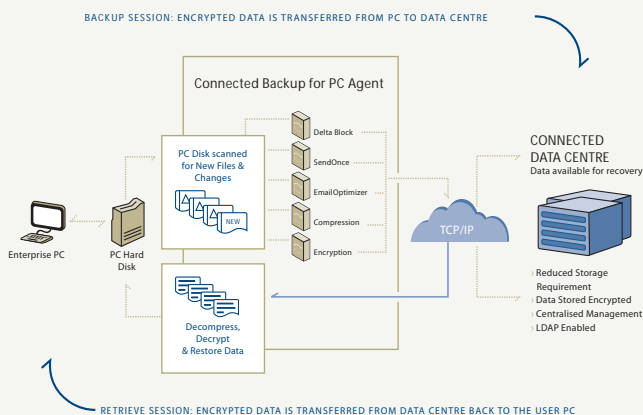 BACKUP SESSION: ENCRYPTED DATA IS TRANSFERRED FROM PC TO DATA CENTRE
Connected Backup for PC Agent
PC Disk scanned
for New Files &
Changes
NEW
Delta Block
SendOnce
EmailOptimizer
Compression
Encryption
Enterprise PC
PC Hard
Disk
Decompress,
Decrypt
& Restore Data
TCP/IP
CONNECTED
DATA CENTRE
Data available for recovery
› Reduced Storage
Requirement
› Data Stored Encrypted
› Centralised Management
› LDAP Enabled
RETRIEVE SESSION: ENCRYPTED DATA IS TRANSFERRED FROM DATA CENTRE BACK TO THE USER PC